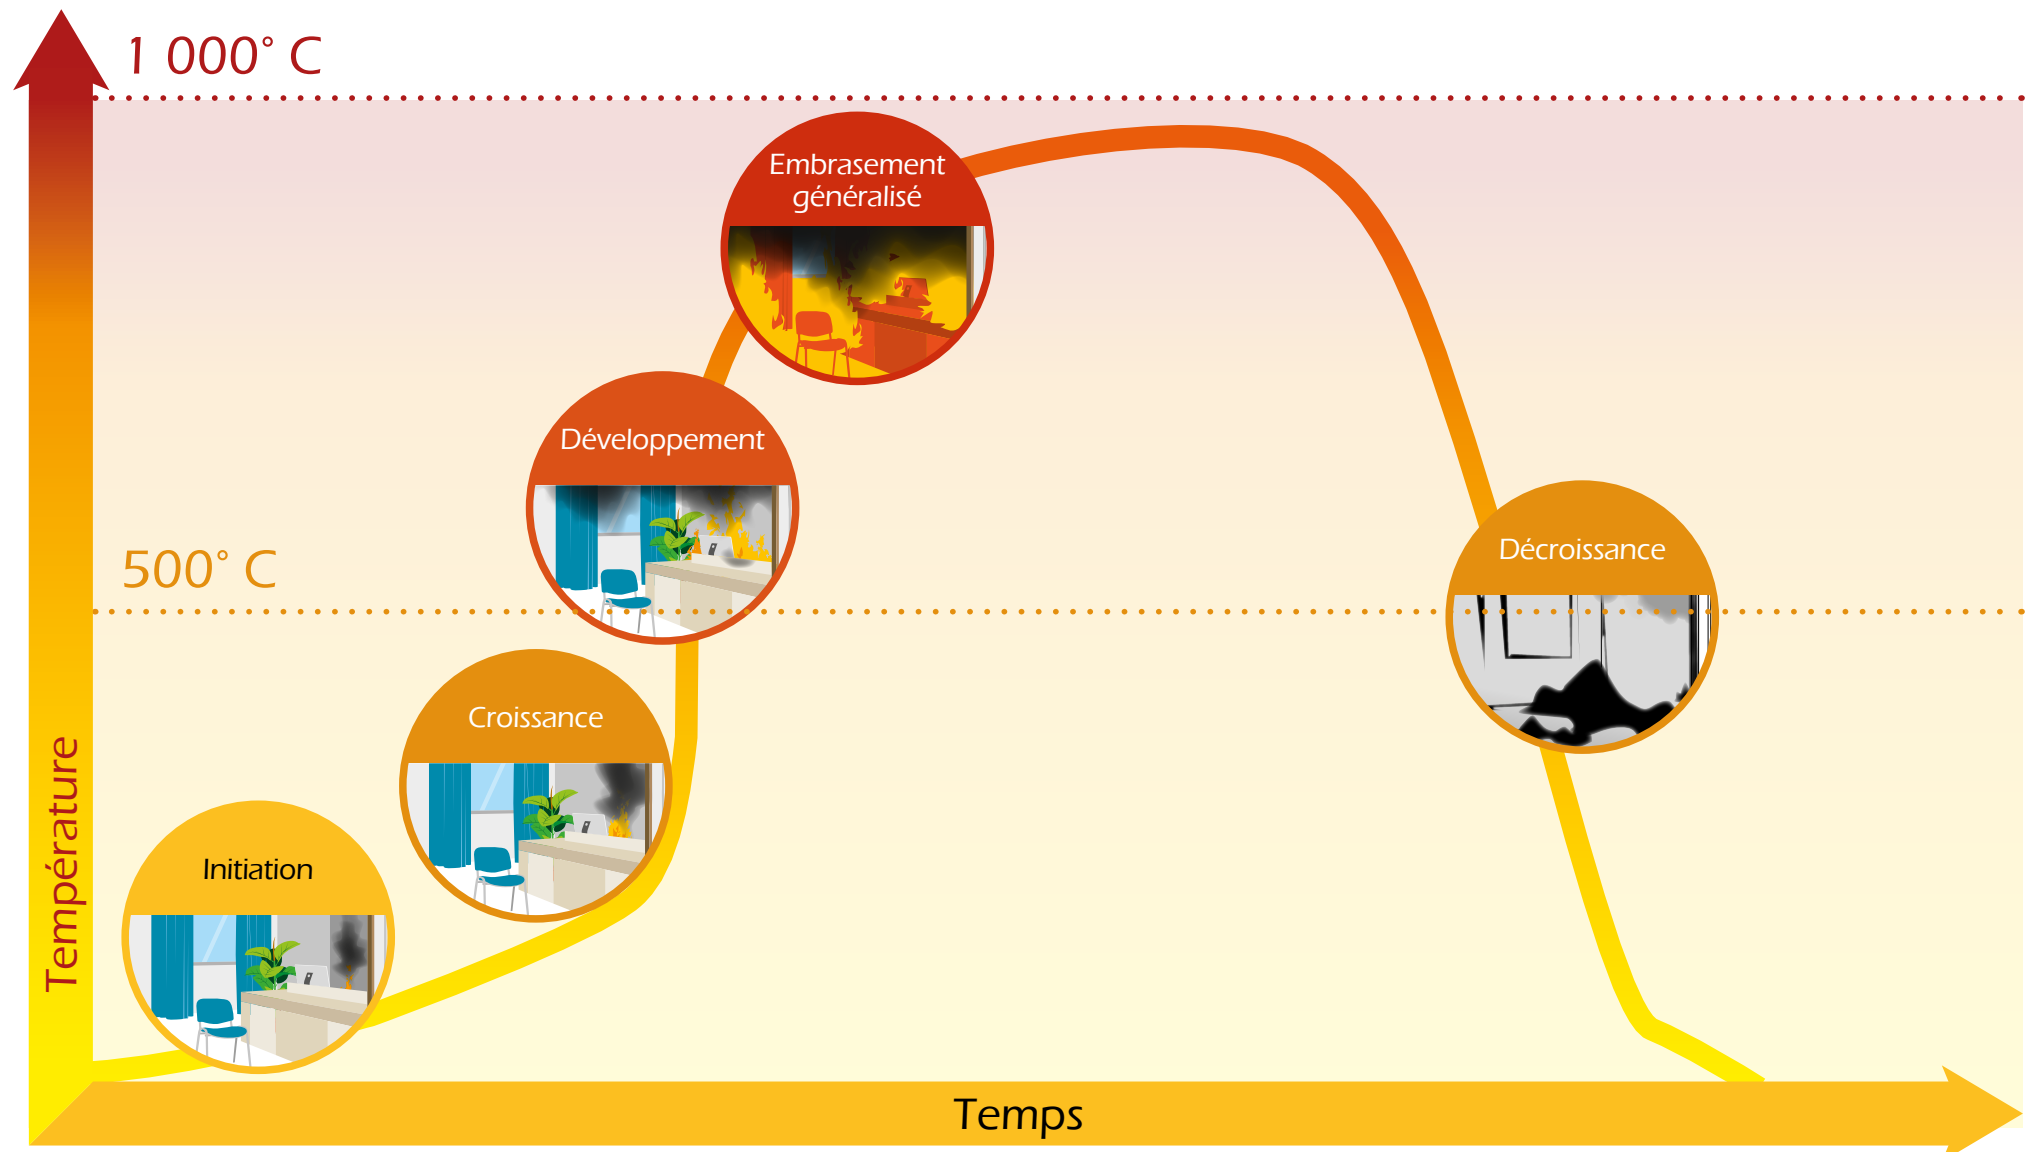 1 000° C
Embrasement
généralisé
Développement
500° C
Décroissance
Croissance
Température
Initiation
Temps